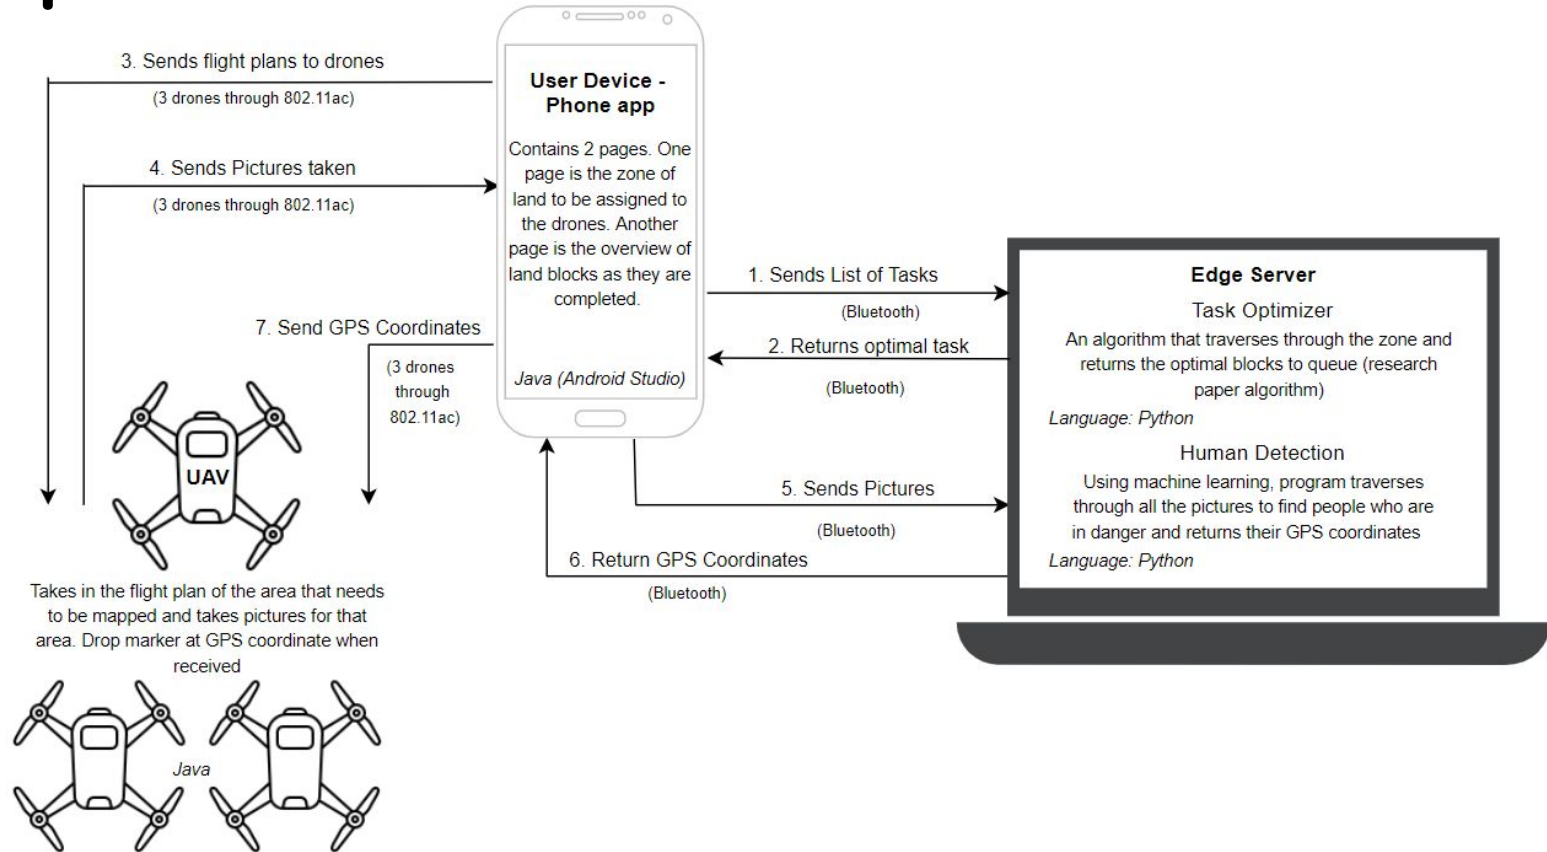 3. Sends flight plans to drones
(3 drones through 802.11ac)
4. Sends Pictures taken
(3 drones through 802.11ac)
User Device -
Phone app
Contains 2 pages. One
page is the zone of
land to be assigned to
the drones. Another
page is the overview of
land blocks as they are
completed.
Java (Android Studio)
7. Send GPS Coordinates
(3 drones
through
802.11ac)
1. Sends List of Tasks
(Bluetooth)
2. Returns optimal task
(Bluetooth)
5. Sends Pictures
(Bluetooth)
6. Return GPS Coordinates
(Bluetooth)
Edge Server
Task Optimizer
An algorithm that traverses through the zone and
returns the optimal blocks to queue (research
paper algorithm)
Language: Python
Human Detection
Using machine learning, program traverses
through all the pictures to find people who are
in danger and returns their GPS coordinates
Language: Python
UAV
Takes in the flight plan of the area that needs
to be mapped and takes pictures for that
area. Drop marker at GPS coordinate when
received
Java